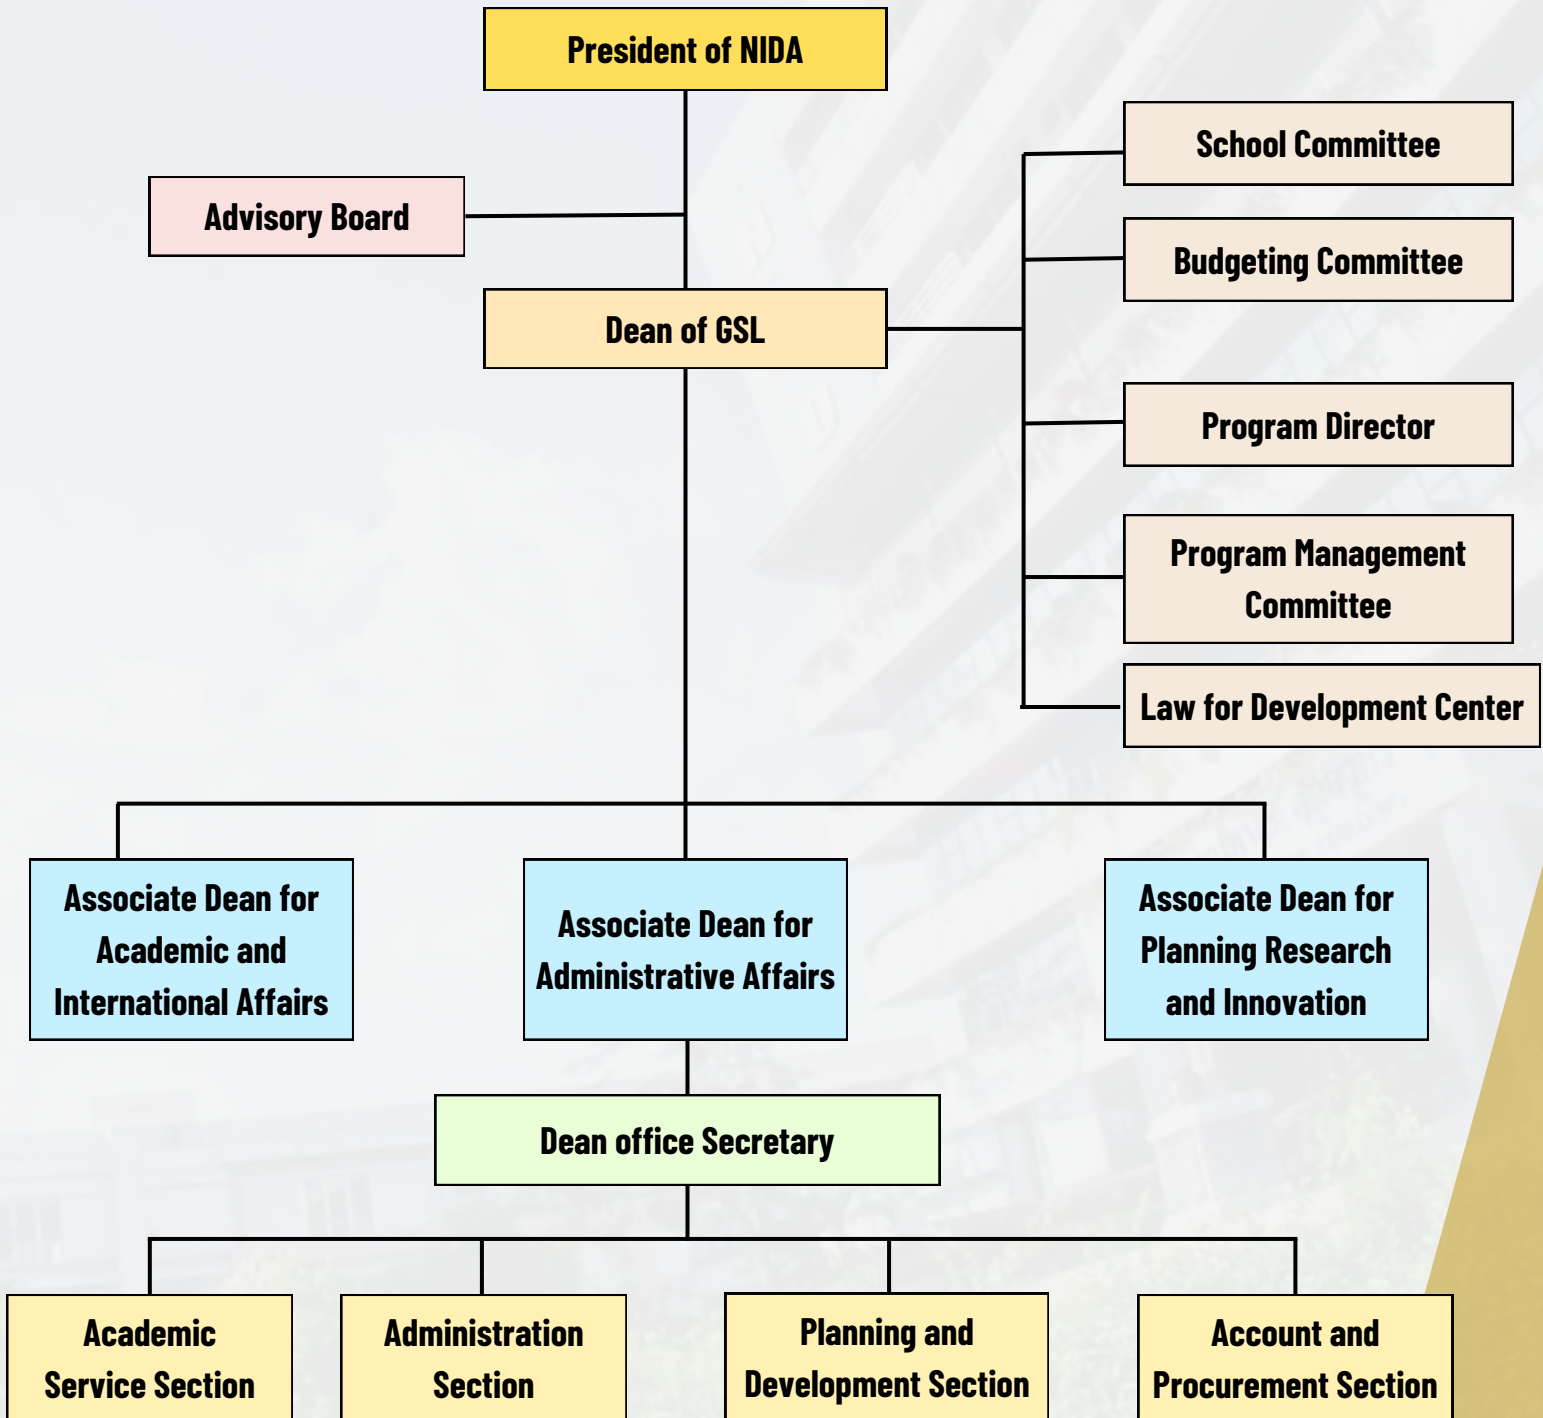 President of NIDA
School Committee
Advisory Board
Budgeting Committee
Dean of GSL
Program Director
Program Management
Committee
Law for Development Center
Associate Dean for
Academic and
International Affairs
Associate Dean for
Administrative Affairs
Associate Dean for
Planning Research
and Innovation
Dean office Secretary
Academic
Service Section
Administration
Section
Planning and
Development Section
Account and
Procurement Section